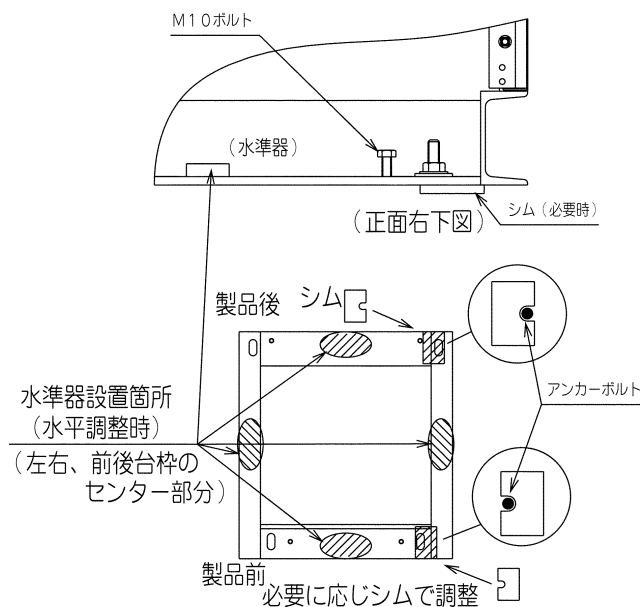 M10ボルト
(水準器)
シム(必要時)
(正面右下図)
製品後
シム
アンカーボルト
水準器設置箇所
(水平調整時)
(左右、前後台枠の
センター部分)
製品前
必要に応じシムで調整